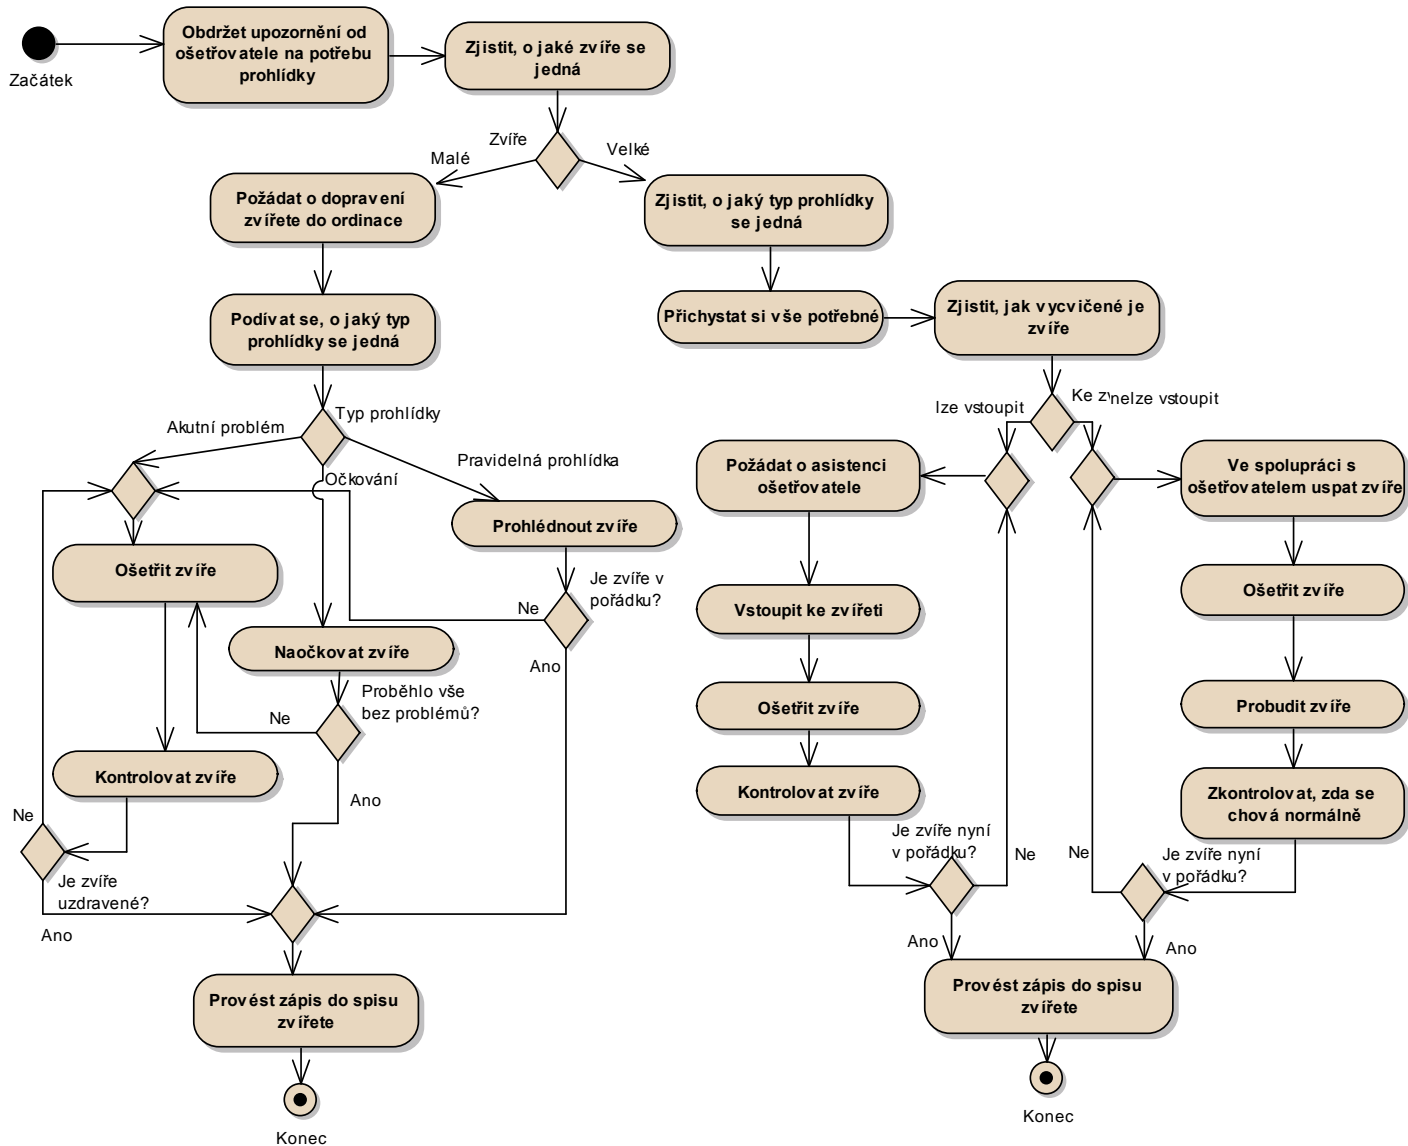 Začátek
Obdržet upozornění od
ošetřovatele na potřebu
prohlídky
Zjistit, o jaké zvíře se
jedná
Zvíře
Malé
Velké
Požádat o dopravení
zvířete do ordinace
Zjistit, o jaký typ prohlídky
se jedná
Podívat se, o jaký typ
prohlídky se jedná
Přichystat si vše potřebné
Zjistit, jak vycvičené je
zvíře
Typ prohlídky
Akutní problém
Očkování
Pravidelná prohlídka
lze vstoupit
Ke
nelze vstoupit
Požádat o asistenci
ošetřovatele
Ve spolupráci s
ošetřovatelem uspat zvíře
Prohlédnout zvíře
Ošetřit zvíře
Je zvíře v
pořádku?
Ne
Ano
Vstoupit ke zvířeti
Ošetřit zvíře
Naočkovat zvíře
Proběhlo vše
bez problémů?
Ne
Ano
Ošetřit zvíře
Probudit zvíře
Kontrolovat zvíře
Kontrolovat zvíře
Zkontrolovat, zda se
chová normálně
Ne
Je zvíře
uzdravené?
Ano
Je zvíře nyní
v pořádku?
Ne
Ano
Ne
Je zvíře nyní
v pořádku?
Ano
Provést zápis do spisu
zvířete
Provést zápis do spisu
zvířete
Konec
Konec